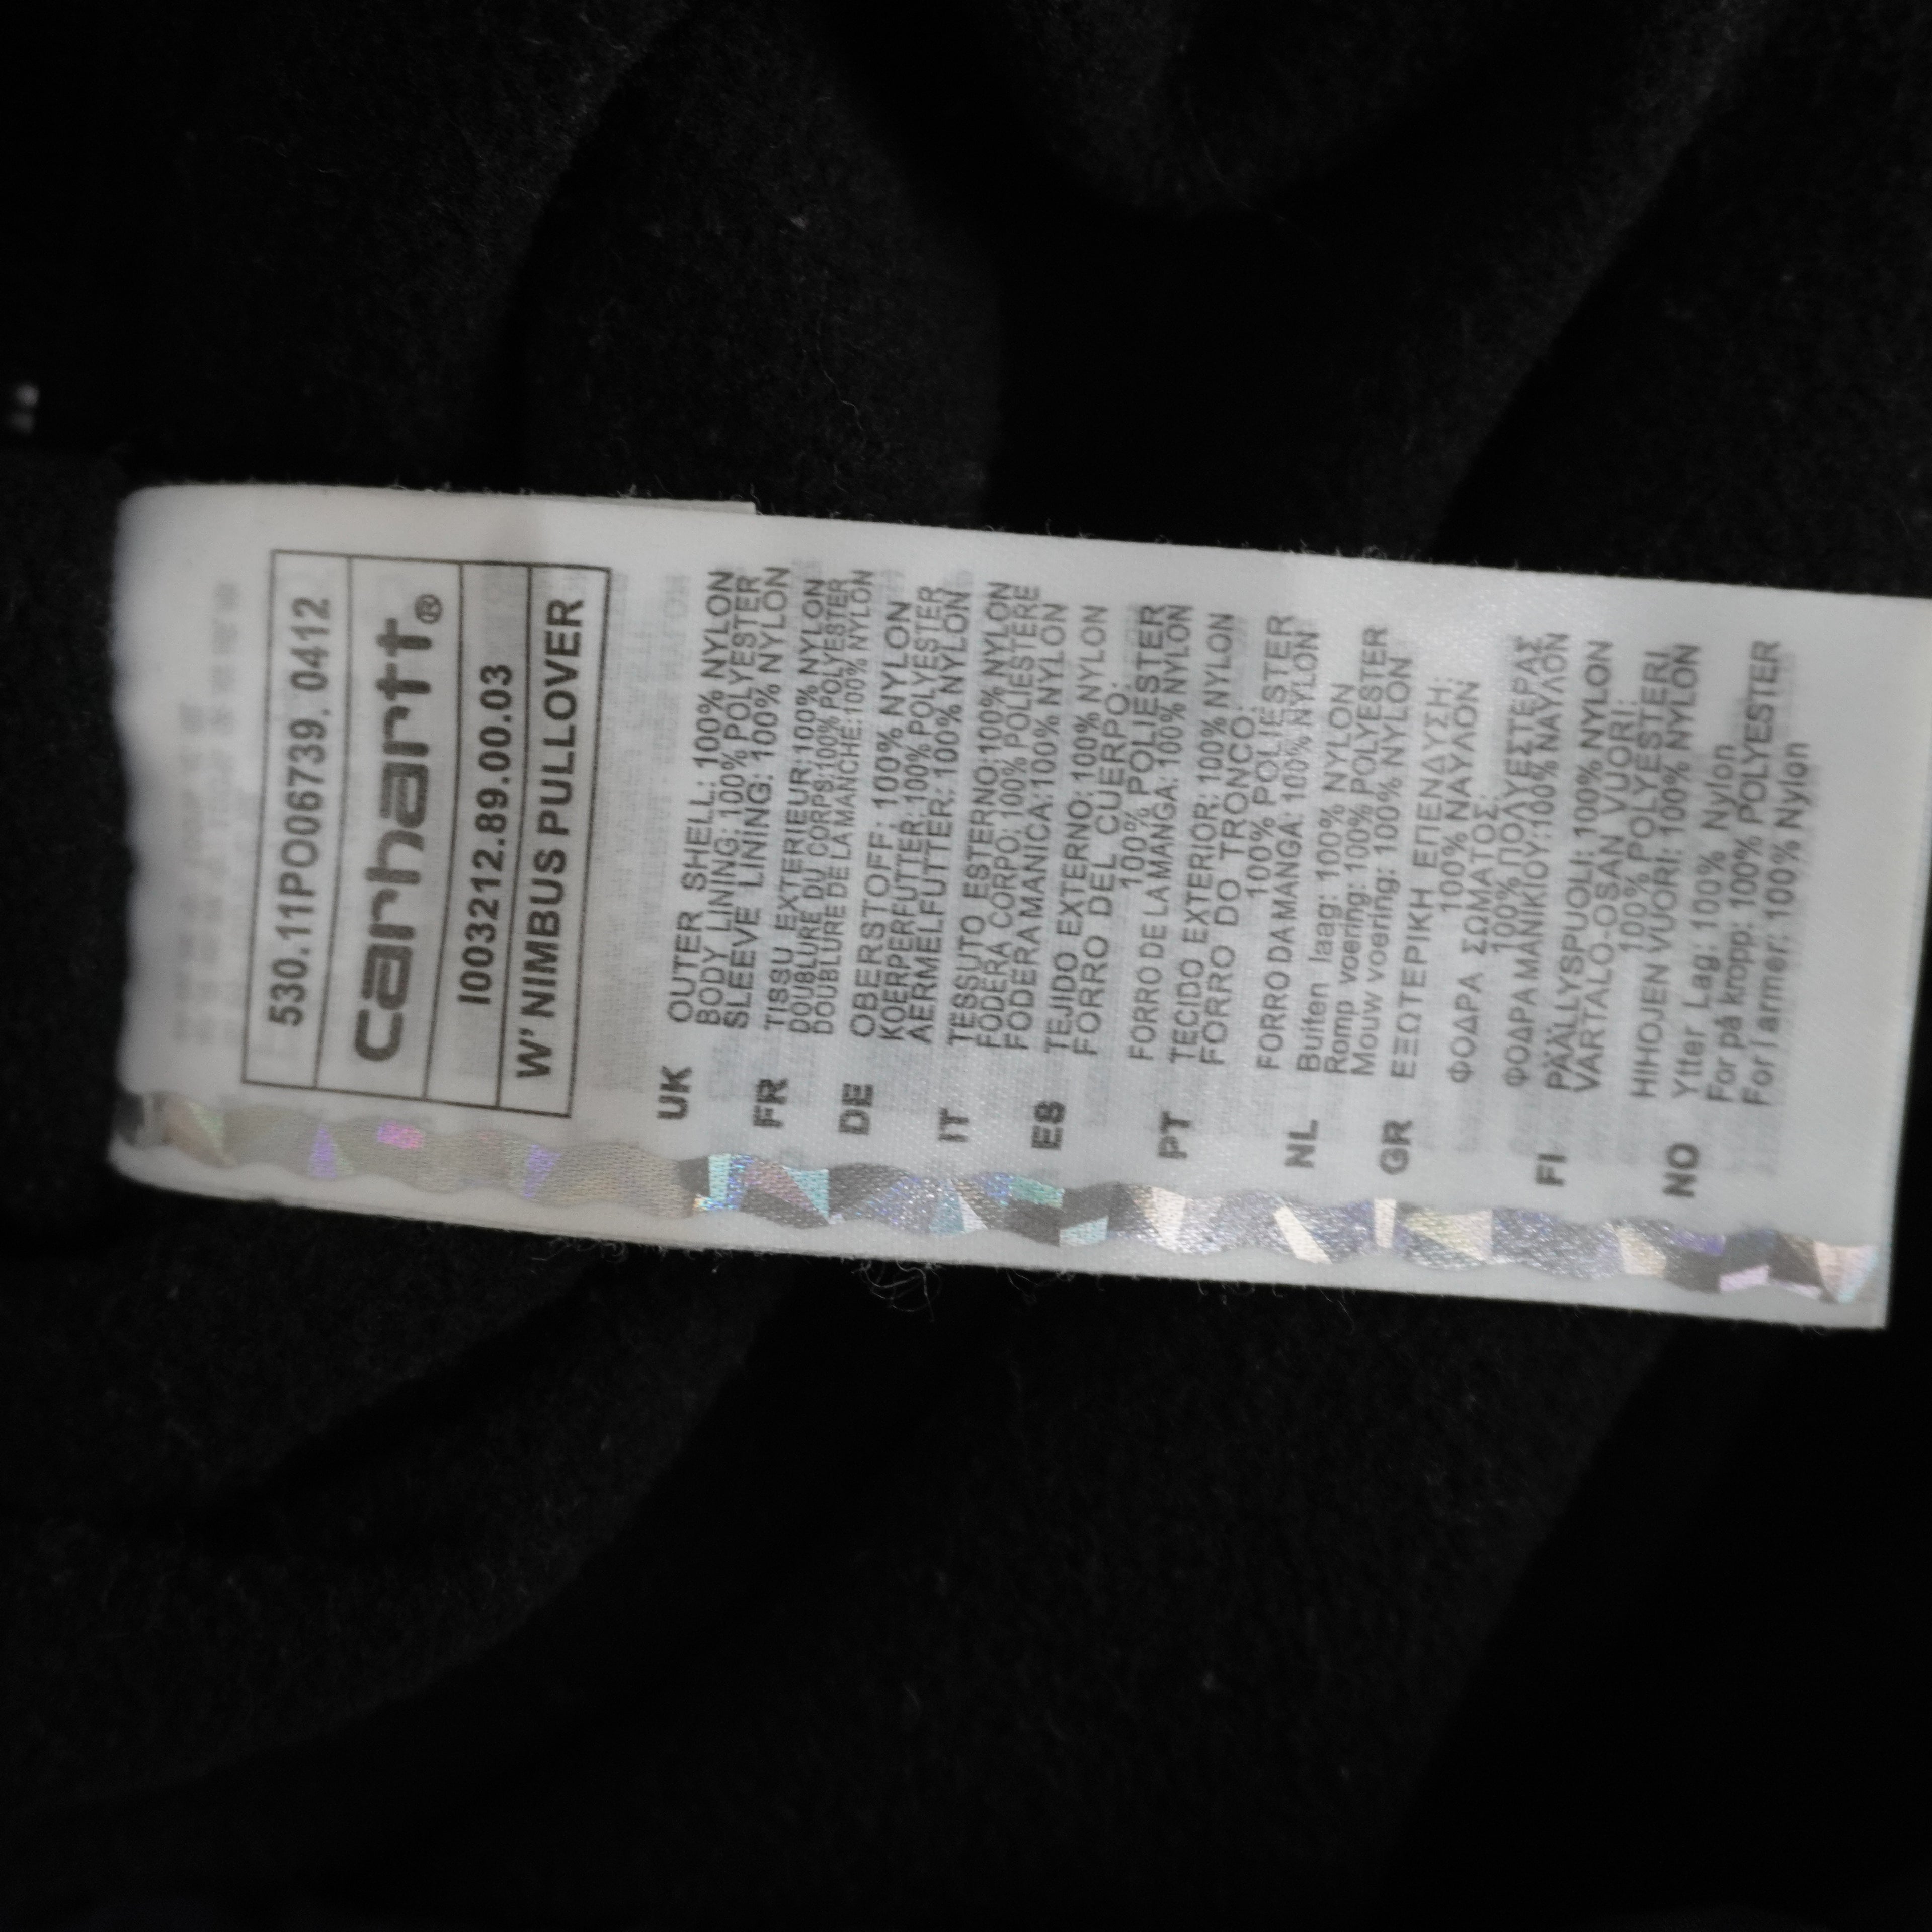 530.11PO06739. 0412
carhartt®
I003212.89.00.03
W' NIMBUS PULLOVER
UK OUTER SHELL: 100% NYLON
BODY LINING: 100% POLYESTER
SLEEVE LINING: 100% NYLON
FR TISSU EXTERIEUR:100% NYLON
DOUBLURE DU CORPS:100% POLYESTER
DOUBLURE DE LA MANCHE:100% NYLON
DE OBERSTOFF: 100% NYLON
KOERPERFUTTER:100% POLYESTER
AERMELFUTTER:100% NYLON
IT TESSUTO ESTERNO:100% NYLON
FODERA CORPO: 100% POLIESTERE
FODERA MANICA:100% NYLON
ES TEJIDO EXTERNO: 100% NYLON
FORRO DEL CUERPO:
100% POLIESTER
FORRO DE LA MANGA: 100% NYLON
PT TECIDO EXTERIOR: 100% NYLON
FORRO DO TRONCO:
100% POLIESTER
FORRO DA MANGA: 100% NYLON
NL Buiten laag: 100% NYLON
Romp voering: 100% POLYESTER
Mouw voering: 100% NYLON
GR ΕΞΩΤΕΡΙΚΗ ΕΠΕΝΔΥΣΗ:
100% ΝΑΥΛΟΝ
ΦΟΔΡΑ ΣΩΜΑΤΟΣ:
100% ΠΟΛΥΕΣΤΕΡΑΣ
ΦΟΔΡΑ ΜΑΝΙΚΙΟΥ:100% ΝΑΥΛΟΝ
FI PÄÄLLYSPUOLI: 100% NYLON
VARTALO-OSAN VUORI:
100% POLYESTERI
HIHOJEN VUORI: 100% NYLON
NO Ytter Lag: 100% Nylon
For på kropp: 100% POLYESTER
For i armer: 100% Nylon